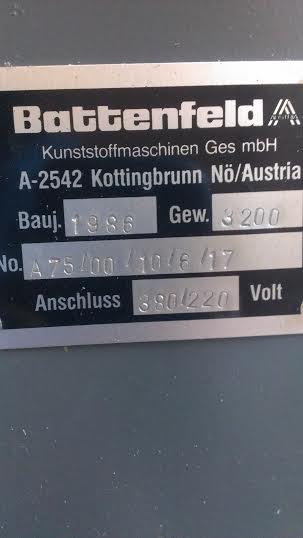 Battenfeld
Kunststoffmaschinen Ges mbH
A-2542 Kottingbrunn Nö/Austria
Bauj. 1986 Gew. 3200
No. A75/00/10/6/17
Anschluss 380/220 Volt